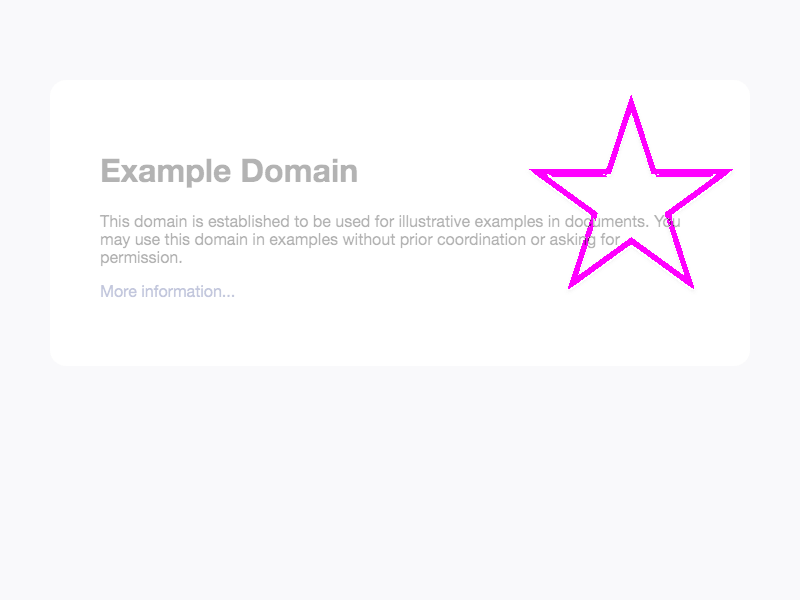 Example Domain
This domain is established to be used for illustrative examples in documents. You
may use this domain in examples without prior coordination or asking for
permission.
More information...